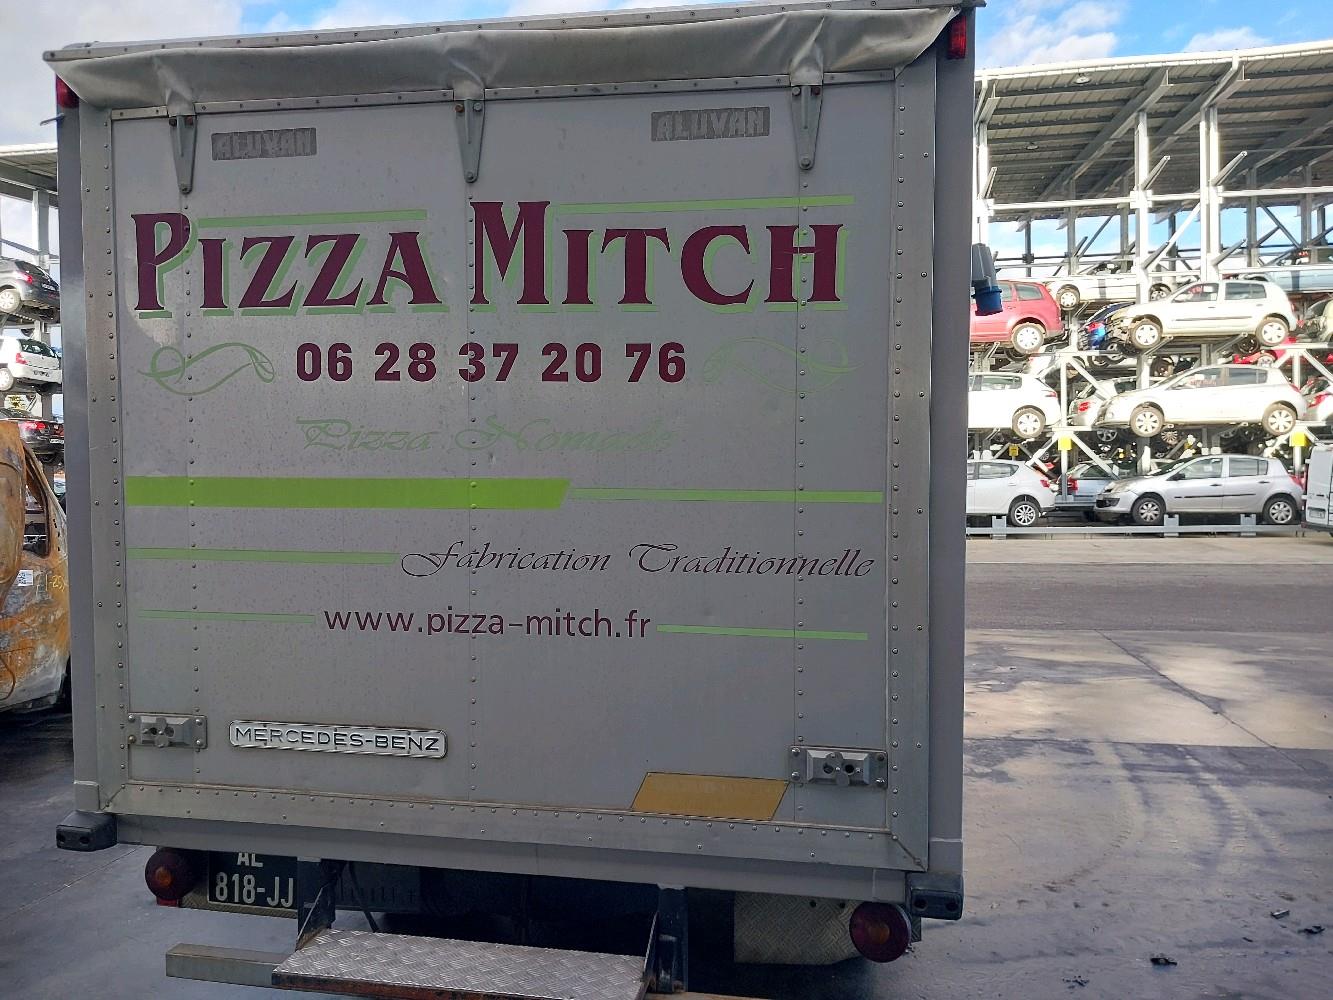 ALUVAN ALUVAN
PIZZA MITCH
06 28 37 20 76
Pizza Nomade
Fabrication Traditionnelle
www.pizza-mitch.fr
MERCEDES-BENZ
AL
818-JJ